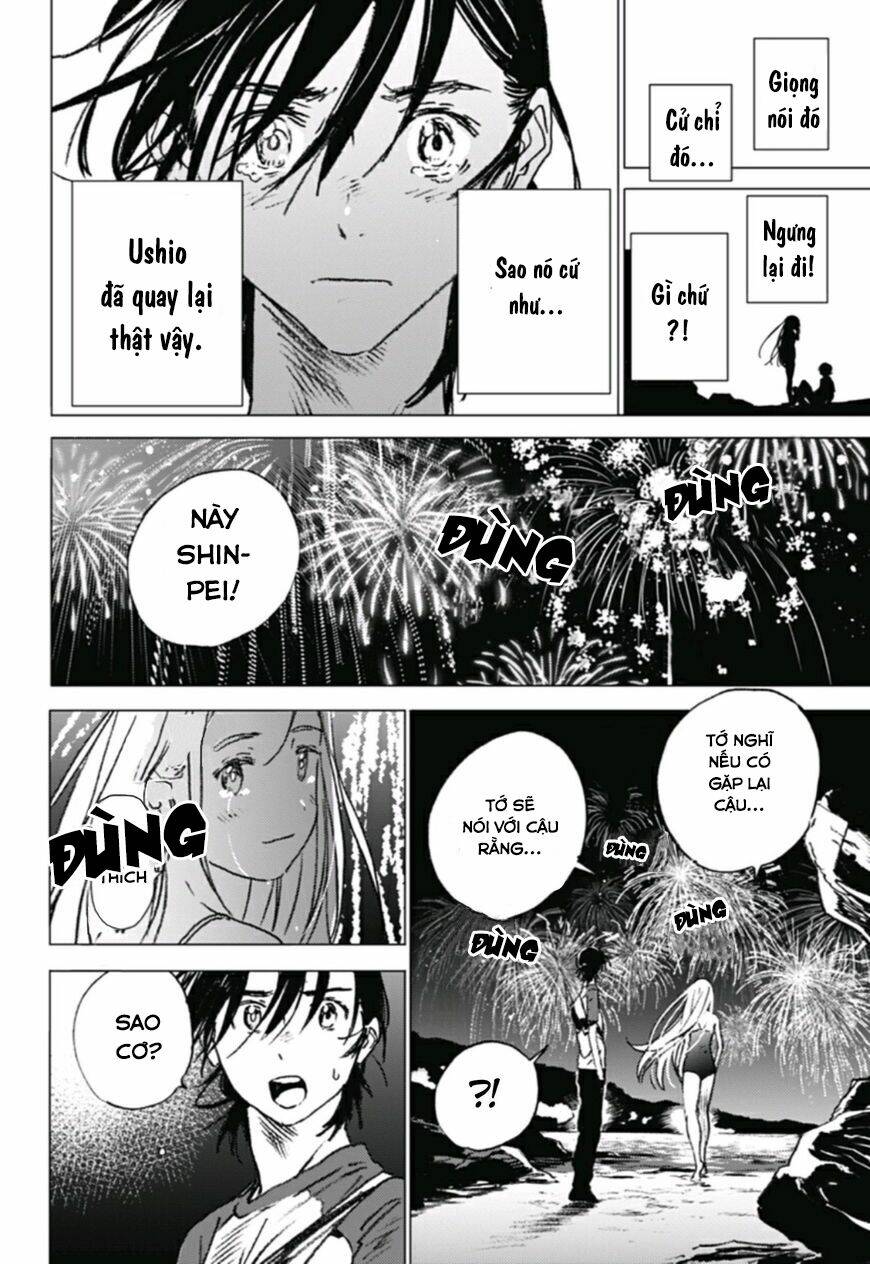 Giọng
nói đó
Cử chỉ
đó...
Ngưng
lại đi!
Gì chứ
?!
Sao nó cứ
như...
Ushio
đã quay lại
thật vậy.
ĐÙNG
ĐÙNG
NÀY
SHIN-
PEI!
TỚ NGHĨ
NẾU CÓ
GẶP LẠI
CẬU...
TỚ SẼ
NÓI VỚI CẬU
RẰNG...
ĐÙNG
ĐÙNG
ĐÙNG
?!
ĐÙNG
THÍCH
SAO
CƠ?